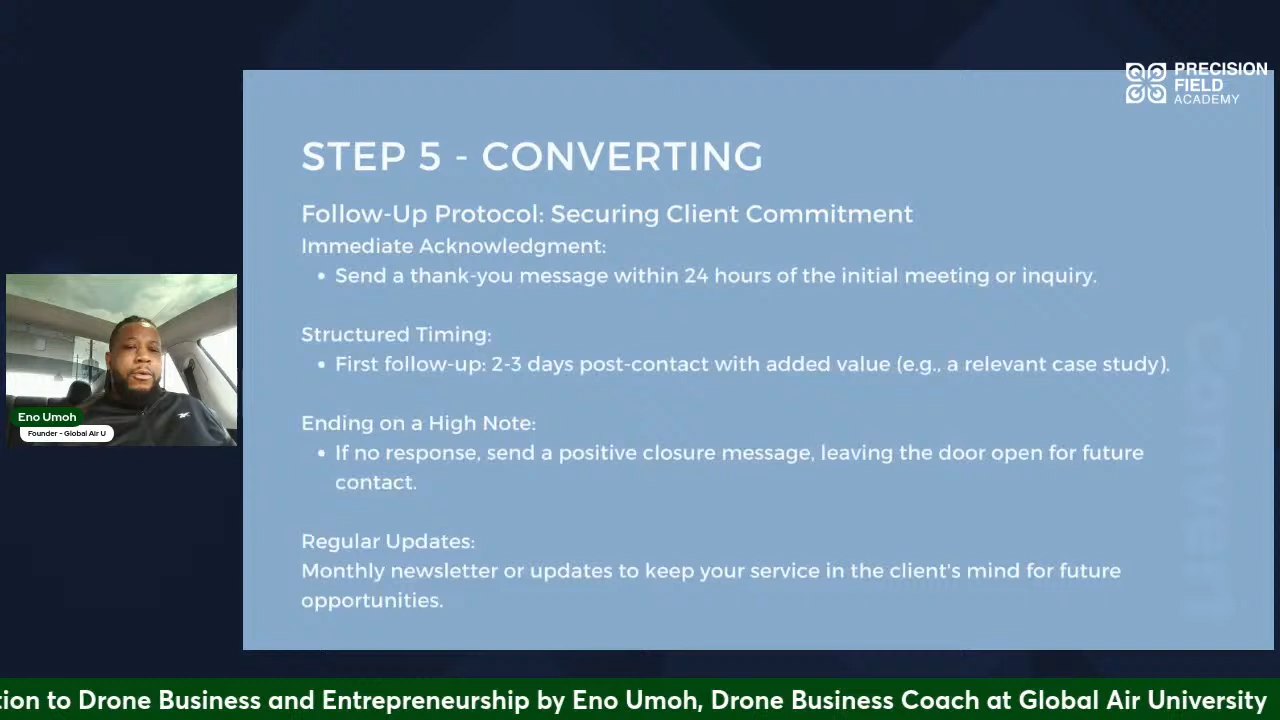 PRECISION
FIELD
ACADEMY
STEP 5 - CONVERTING
Follow-Up Protocol: Securing Client Commitment
Immediate Acknowledgment:
• Send a thank-you message within 24 hours of the initial meeting or inquiry.
Structured Timing:
• First follow-up: 2-3 days post-contact with added value (e.g., a relevant case study).
Ending on a High Note:
• If no response, send a positive closure message, leaving the door open for future
contact.
Regular Updates:
Monthly newsletter or updates to keep your service in the client's mind for future
opportunities.
Convert
Eno Umoh
Founder - Global Air U
tion to Drone Business and Entrepreneurship by Eno Umoh, Drone Business Coach at Global Air University